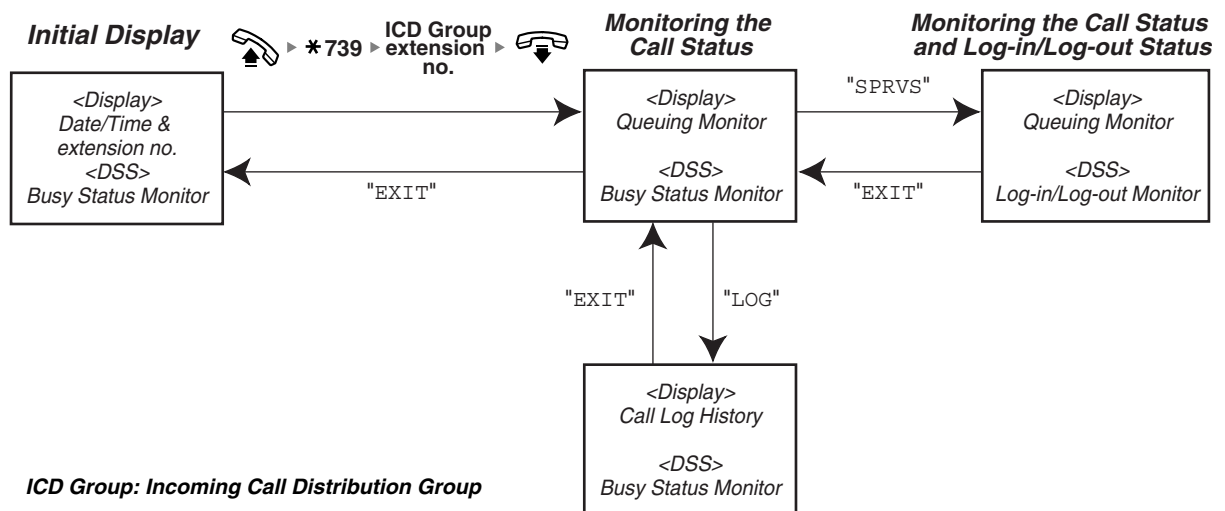 Initial Display
*739
ICD Group
extension
no.
Monitoring the
Call Status
Monitoring the Call Status
and Log-in/Log-out Status
<Display>
Date/Time &
extension no.
<DSS>
Busy Status Monitor
<Display>
Queuing Monitor
<DSS>
Busy Status Monitor
"SPRVS"
<Display>
Queuing Monitor
<DSS>
Log-in/Log-out Monitor
"EXIT"
"EXIT"
"EXIT"
"LOG"
<Display>
Call Log History
<DSS>
Busy Status Monitor
ICD Group: Incoming Call Distribution Group